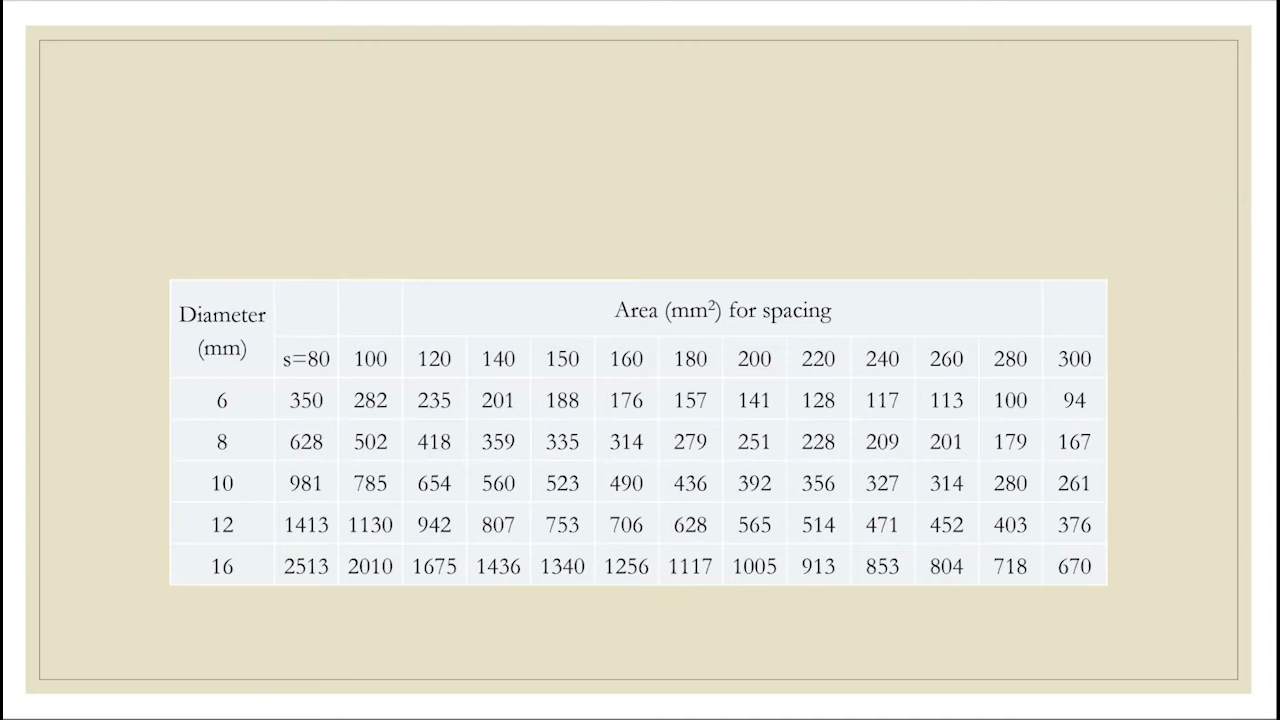 Diameter (mm)
Area (mm²) for spacing
s=80 100 120 140 150 160 180 200 220 240 260 280 300
6 350 282 235 201 188 176 157 141 128 117 113 100 94
8 628 502 418 359 335 314 279 251 228 209 201 179 167
10 981 785 654 560 523 490 436 392 356 327 314 280 261
12 1413 1130 942 807 753 706 628 565 514 471 452 403 376
16 2513 2010 1675 1436 1340 1256 1117 1005 913 853 804 718 670